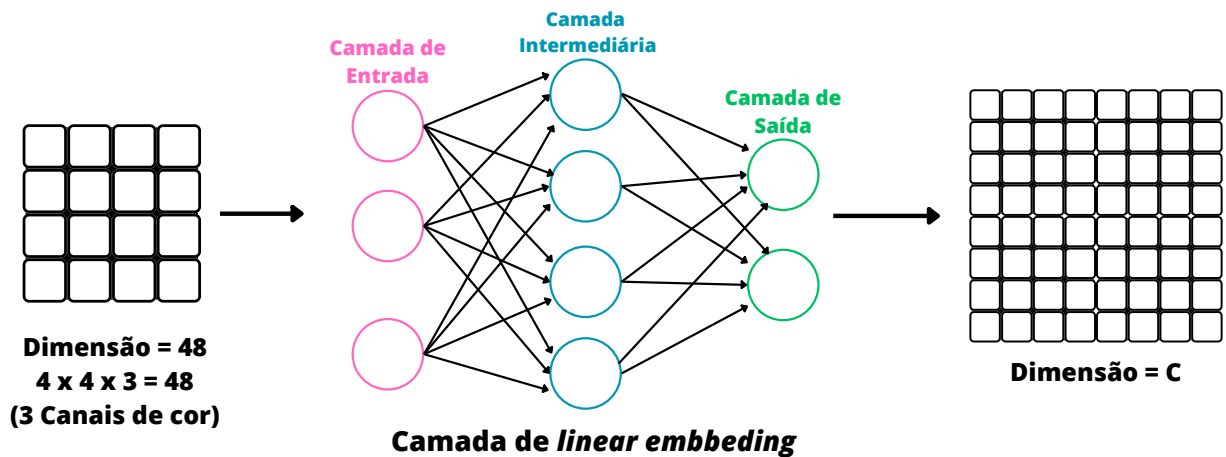 Dimensão = 48
4 x 4 x 3 = 48
(3 Canais de cor)
Camada de
Entrada
Camada
Intermediária
Camada de
Saída
Camada de linear embbeding
Dimensão = C